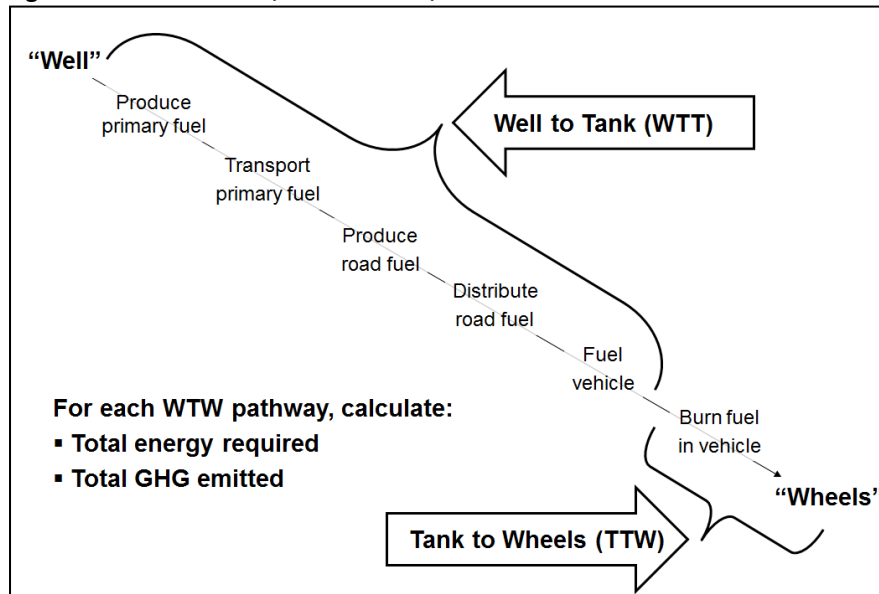 “Well”
Produce
primary fuel
Well to Tank (WTT)
Transport
primary fuel
Produce
road fuel
Distribute
road fuel
Fuel
vehicle
For each WTW pathway, calculate:
▪ Total energy required
▪ Total GHG emitted
Burn fuel
in vehicle
“Wheels”
Tank to Wheels (TTW)